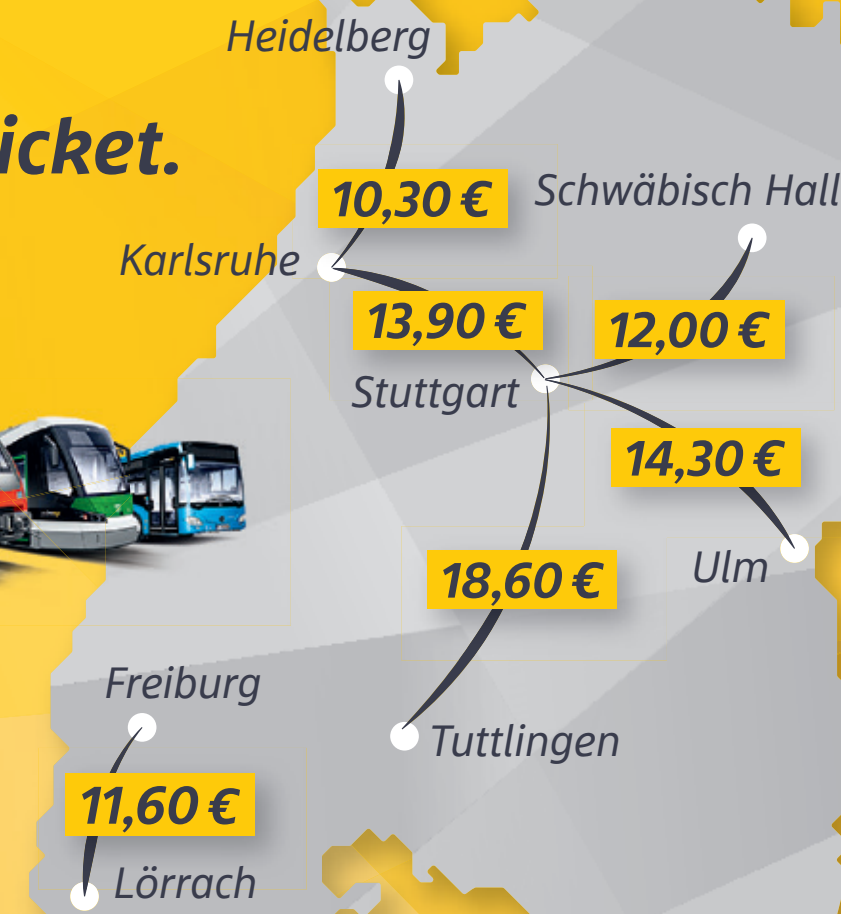 Heidelberg
icket.
10,30 €
Schwäbisch Hall
Karlsruhe
13,90 €
12,00 €
Stuttgart
14,30 €
18,60 €
Ulm
Freiburg
Tuttlingen
11,60 €
Lörrach